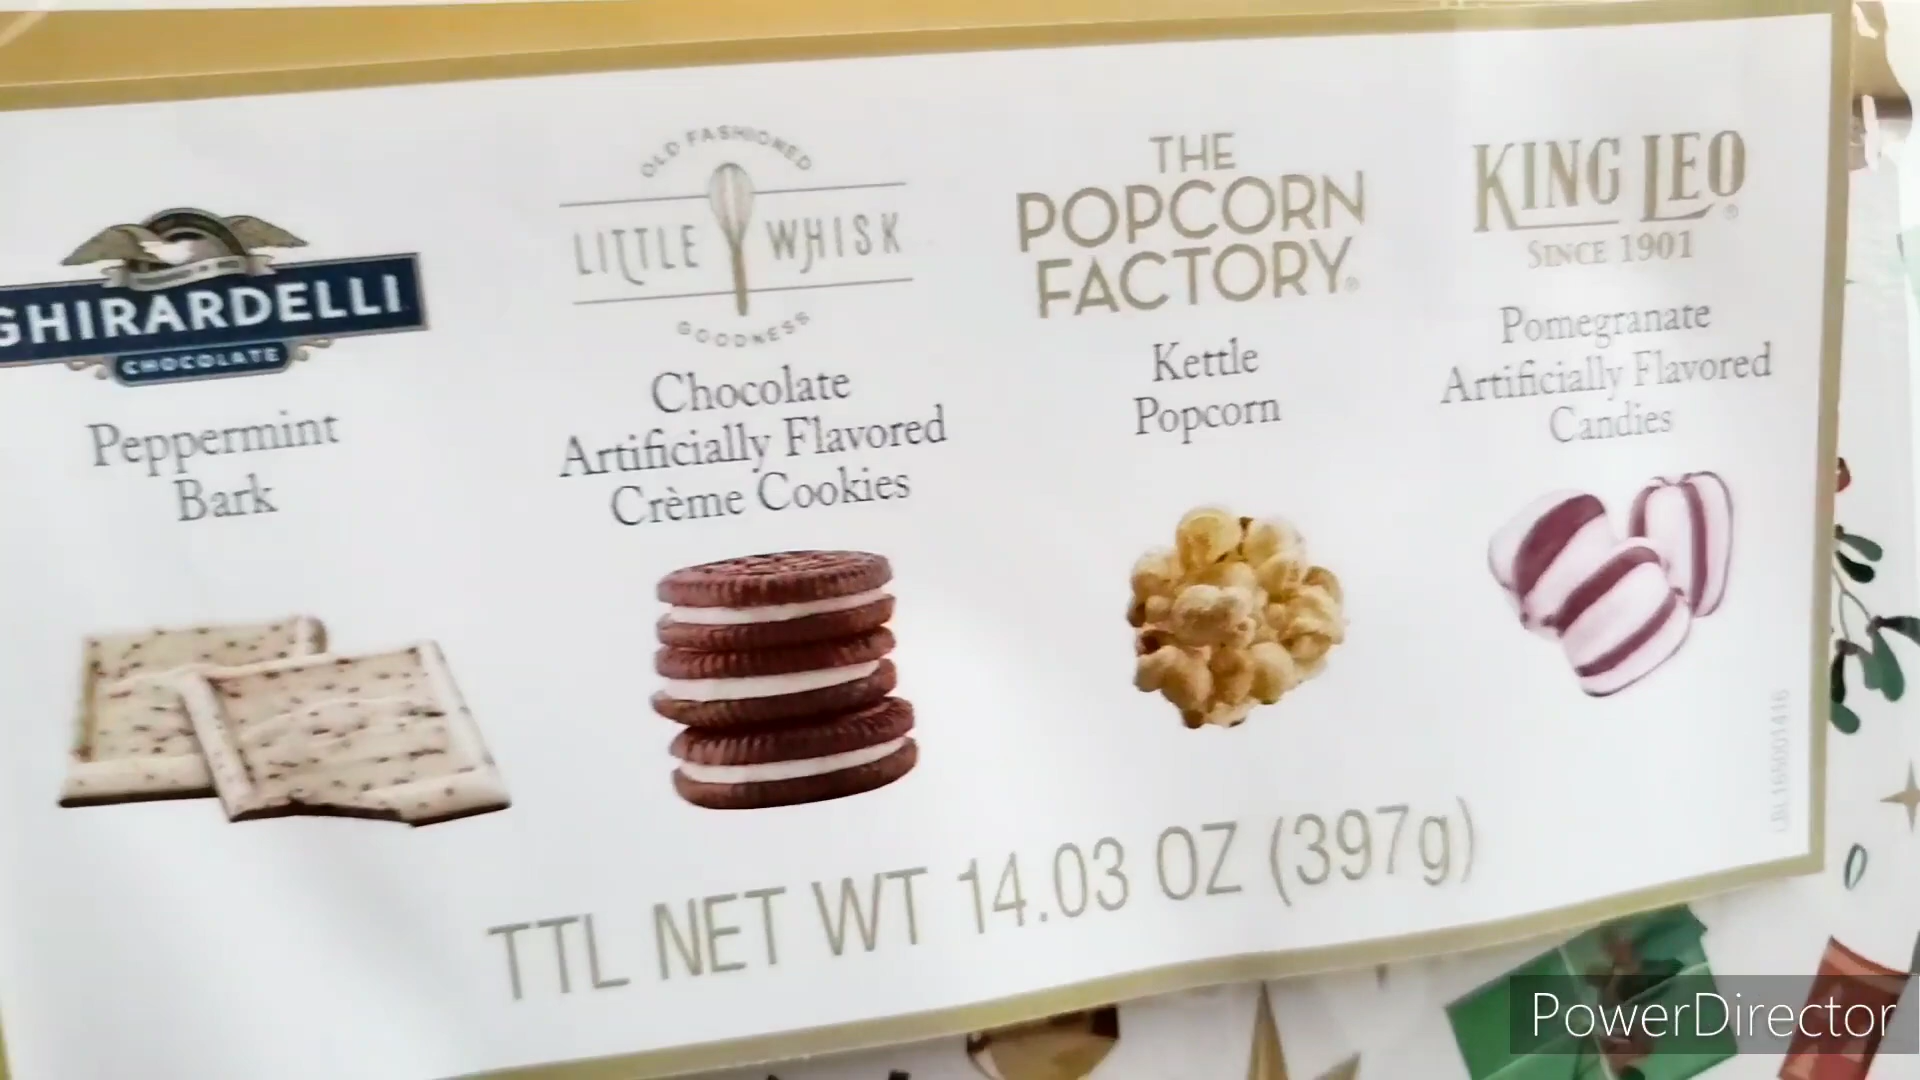 GHIRARDELLI
CHOCOLATE
Peppermint
Bark
OLD FASHIONED
LITTLE WHISK
GOODNESS
Chocolate
Artificially Flavored
Crème Cookies
THE
POPCORN
FACTORY®
Kettle
Popcorn
KING LEO®
SINCE 1901
Pomegranate
Artificially Flavored
Candies
TTL NET WT 14.03 OZ (397g)
PowerDirector